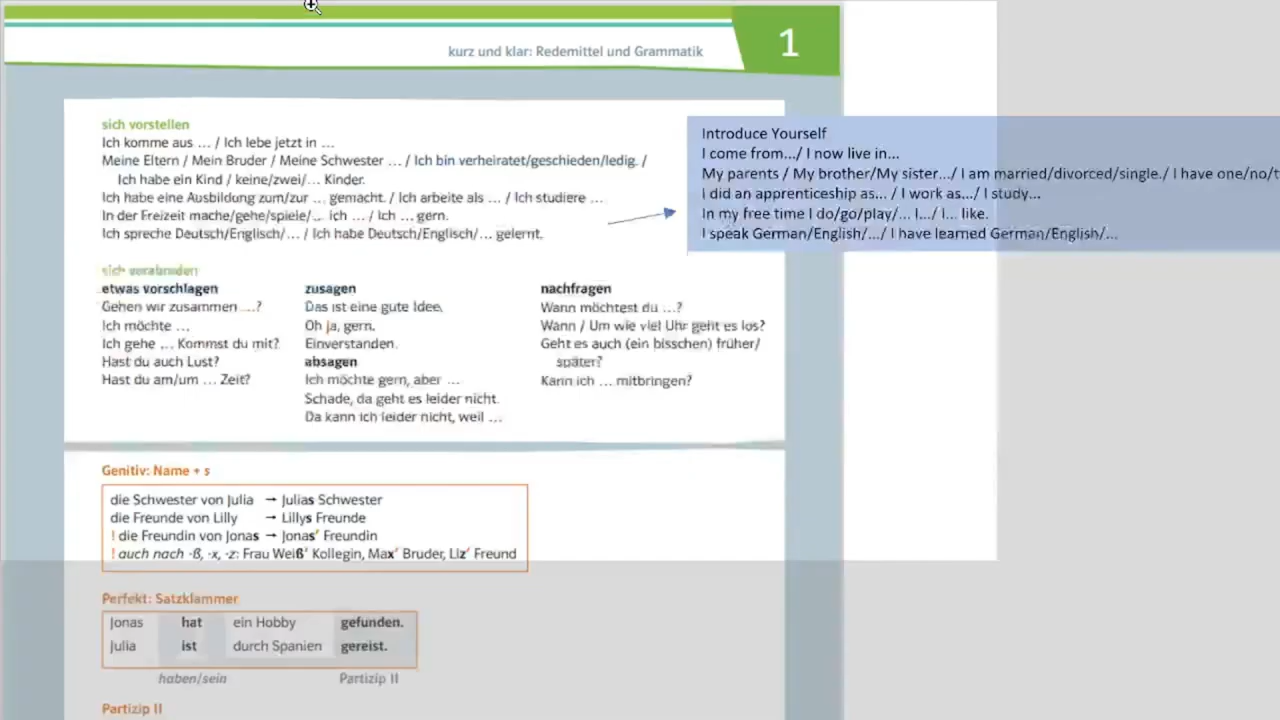 kurz und klar: Redemittel und Grammatik
1
sich vorstellen
Ich komme aus ... / Ich lebe jetzt in ...
Meine Eltern / Mein Bruder / Meine Schwester ... / Ich bin verheiratet/geschieden/ledig. /
Ich habe ein Kind / keine/zwei/... Kinder.
Ich habe eine Ausbildung zum/zur ... gemacht. / Ich arbeite als ... / Ich studiere ...
In der Freizeit mache/gehe/spiele/... ich ... / Ich ... gern.
Ich spreche Deutsch/Englisch/... / Ich habe Deutsch/Englisch/... gelernt.
Introduce Yourself
I come from.../ I now live in...
My parents / My brother/My sister.../ I am married/divorced/single./ I have one/no/t
I did an apprenticeship as... / I work as.../ I study...
In my free time I do/go/play/... I.../ I... like.
I speak German/English/.../ I have learned German/English/...
sich verabreden
etwas vorschlagen
Gehen wir zusammen ...?
Ich möchte ...
Ich gehe ... Kommst du mit?
Hast du auch Lust?
Hast du am/um ... Zeit?
zusagen
Das ist eine gute Idee.
Oh ja, gern.
Einverstanden.
absagen
Ich möchte gern, aber ...
Schade, da geht es leider nicht.
Da kann ich leider nicht, weil ...
nachfragen
Wann möchtest du ...?
Wann / Um wie viel Uhr geht es los?
Geht es auch (ein bisschen) früher/
später?
Kann ich ... mitbringen?
Genitiv: Name + s
die Schwester von Julia → Julias Schwester
die Freunde von Lilly → Lillys Freunde
! die Freundin von Jonas → Jonas' Freundin
! auch nach -ß, -x, -z: Frau Weiß' Kollegin, Max' Bruder, Liz' Freund
Perfekt: Satzklammer
Jonas hat ein Hobby gefunden.
Julia ist durch Spanien gereist.
haben/sein Partizip II
Partizip II